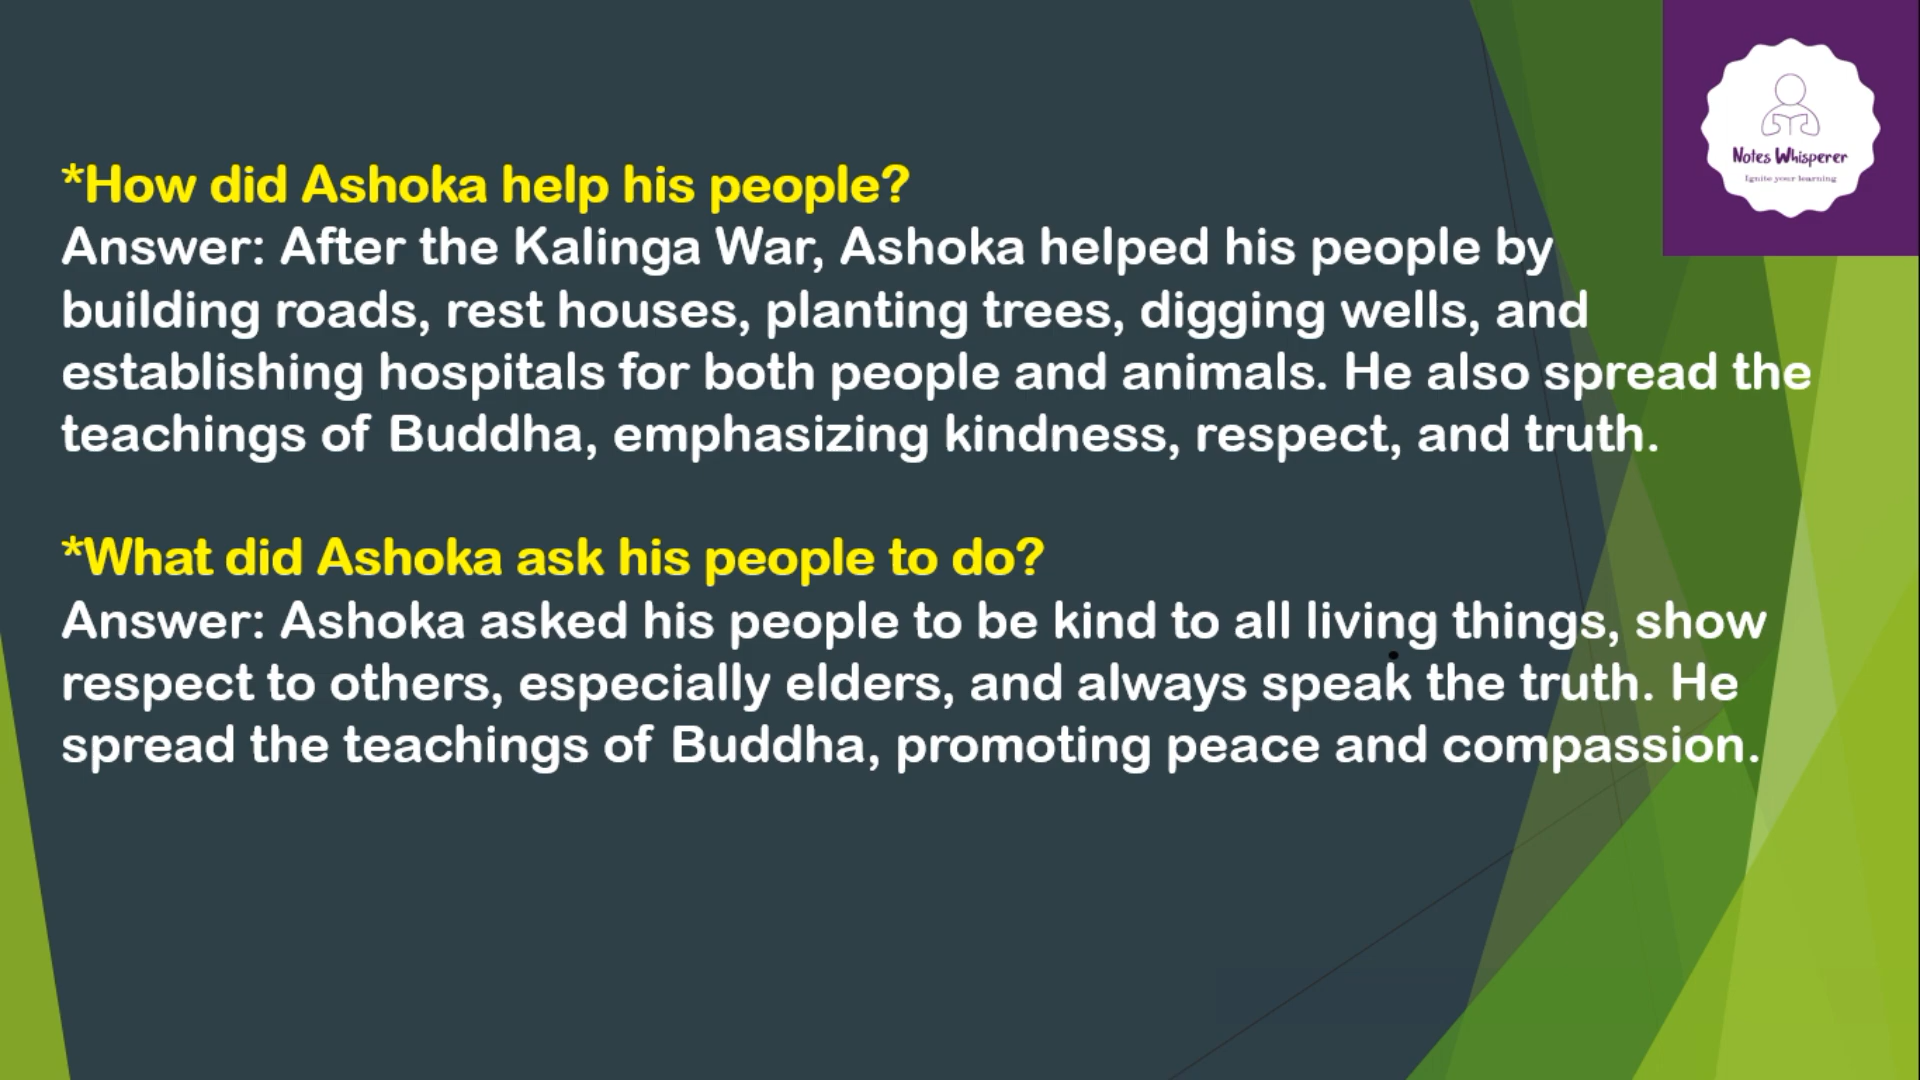 *How did Ashoka help his people?
Answer: After the Kalinga War, Ashoka helped his people by
building roads, rest houses, planting trees, digging wells, and
establishing hospitals for both people and animals. He also spread the
teachings of Buddha, emphasizing kindness, respect, and truth.
*What did Ashoka ask his people to do?
Answer: Ashoka asked his people to be kind to all living things, show
respect to others, especially elders, and always speak the truth. He
spread the teachings of Buddha, promoting peace and compassion.
Notes Whisperer
Ignite your learning